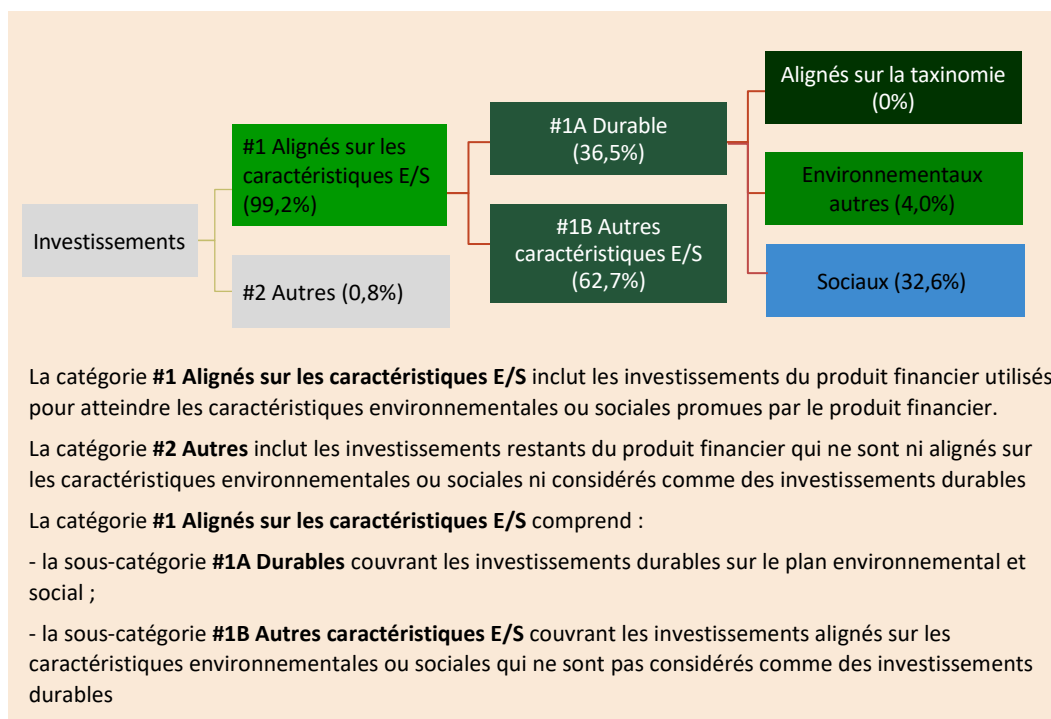 Investissements
#1 Alignés sur les
caractéristiques E/S
(99,2%)
#2 Autres (0,8%)
#1A Durable
(36,5%)
#1B Autres
caractéristiques E/S
(62,7%)
Alignés sur la taxinomie
(0%)
Environnementaux
autres (4,0%)
Sociaux (32,6%)
La catégorie #1 Alignés sur les caractéristiques E/S inclut les investissements du produit financier utilisés
pour atteindre les caractéristiques environnementales ou sociales promues par le produit financier.
La catégorie #2 Autres inclut les investissements restants du produit financier qui ne sont ni alignés sur
les caractéristiques environnementales ou sociales ni considérés comme des investissements durables
La catégorie #1 Alignés sur les caractéristiques E/S comprend :
- la sous-catégorie #1A Durables couvrant les investissements durables sur le plan environnemental et
social ;
- la sous-catégorie #1B Autres caractéristiques E/S couvrant les investissements alignés sur les
caractéristiques environnementales ou sociales qui ne sont pas considérés comme des investissements
durables